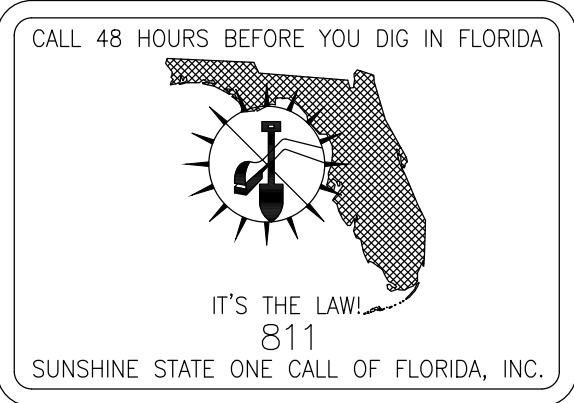 CALL 48 HOURS BEFORE YOU DIG IN FLORIDA
IT'S THE LAW!
811
SUNSHINE STATE ONE CALL OF FLORIDA, INC.